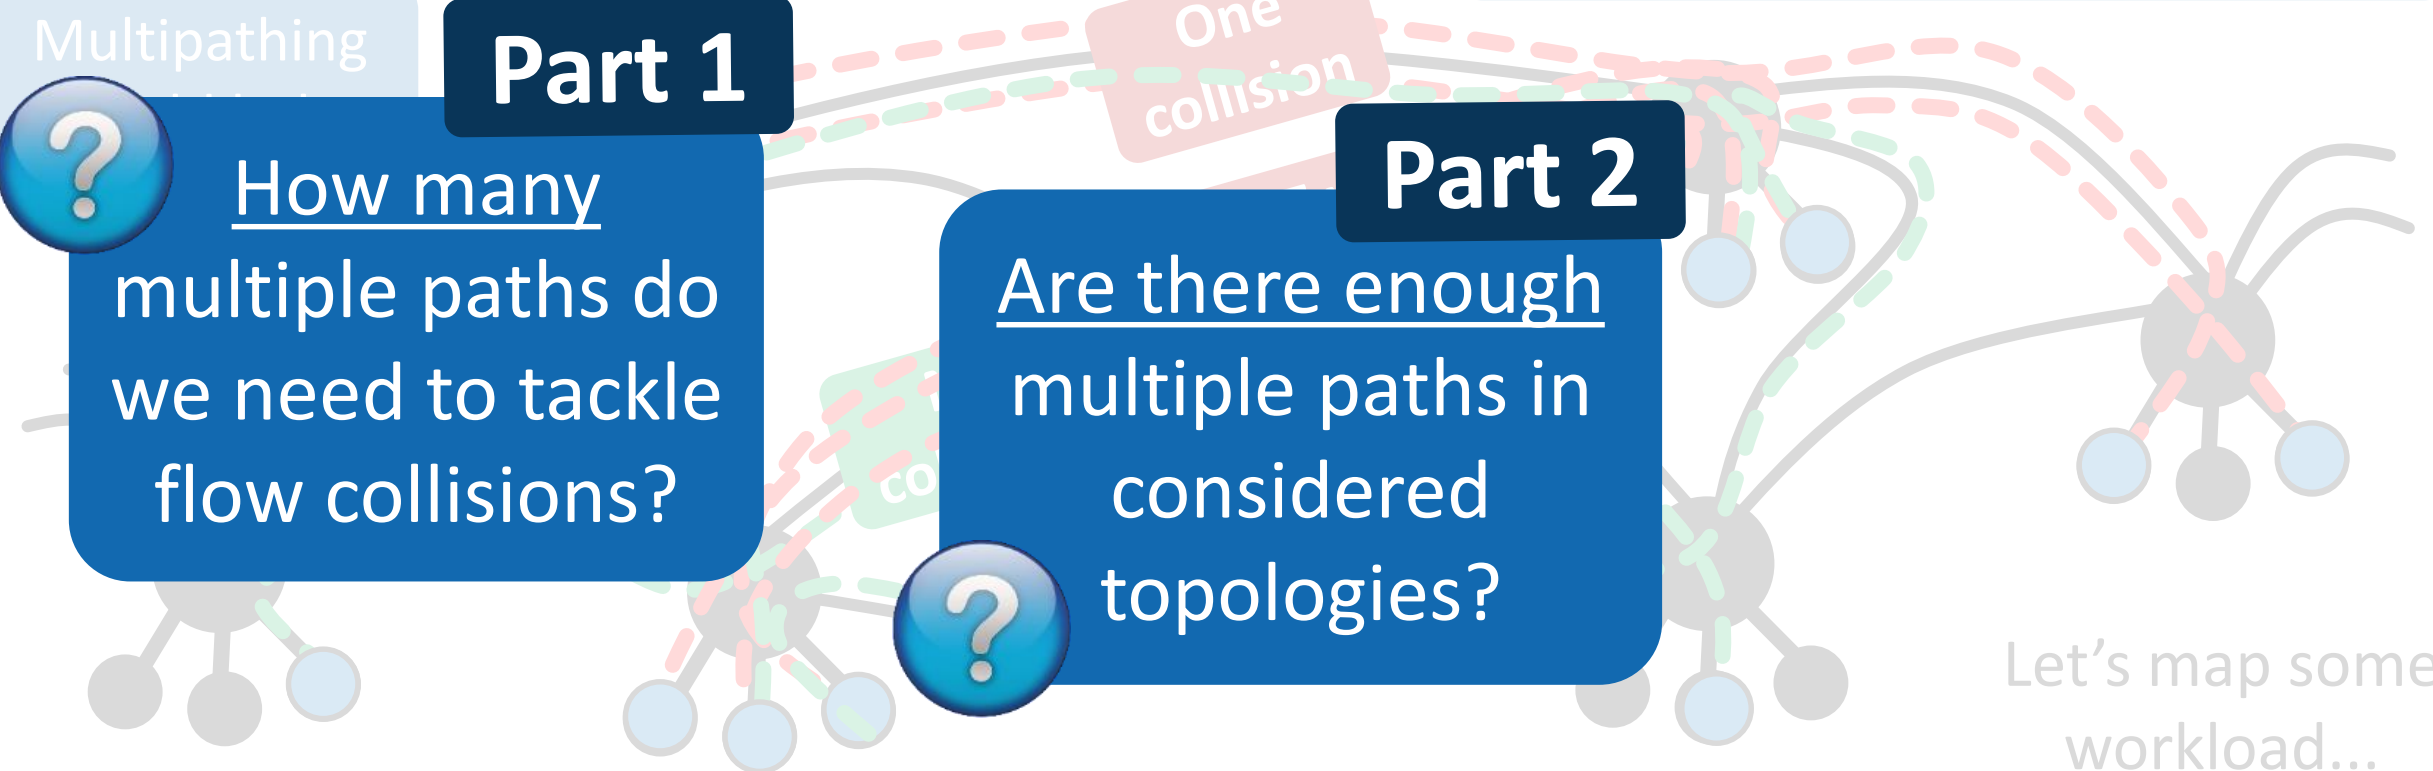 Multipathing
Part 1
How many
multiple paths do
we need to tackle
flow collisions?
One
collision
Part 2
Are there enough
multiple paths in
considered
topologies?
Let's map some
workload...